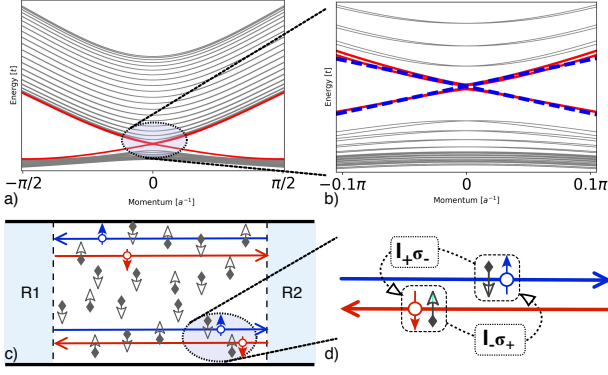 Energy [t]
−π/2
0
π/2
Momentum [a⁻¹]
a)
Energy [t]
−0.1π
0
0.1π
Momentum [a⁻¹]
b)
R1
R2
c)
I₊σ₋
I₋σ₊
d)